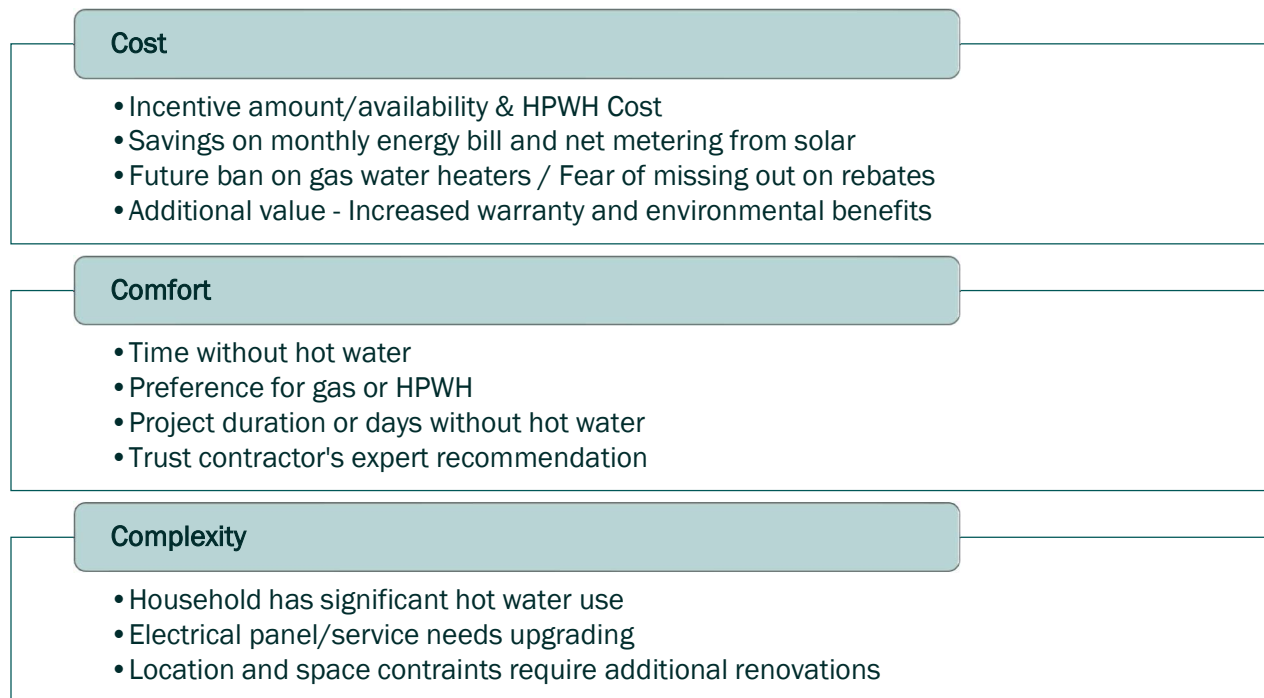 Cost
•Incentive amount/availability & HPWH Cost
•Savings on monthly energy bill and net metering from solar
•Future ban on gas water heaters / Fear of missing out on rebates
•Additional value - Increased warranty and environmental benefits
Comfort
•Time without hot water
•Preference for gas or HPWH
•Project duration or days without hot water
•Trust contractor's expert recommendation
Complexity
•Household has significant hot water use
•Electrical panel/service needs upgrading
•Location and space contraints require additional renovations